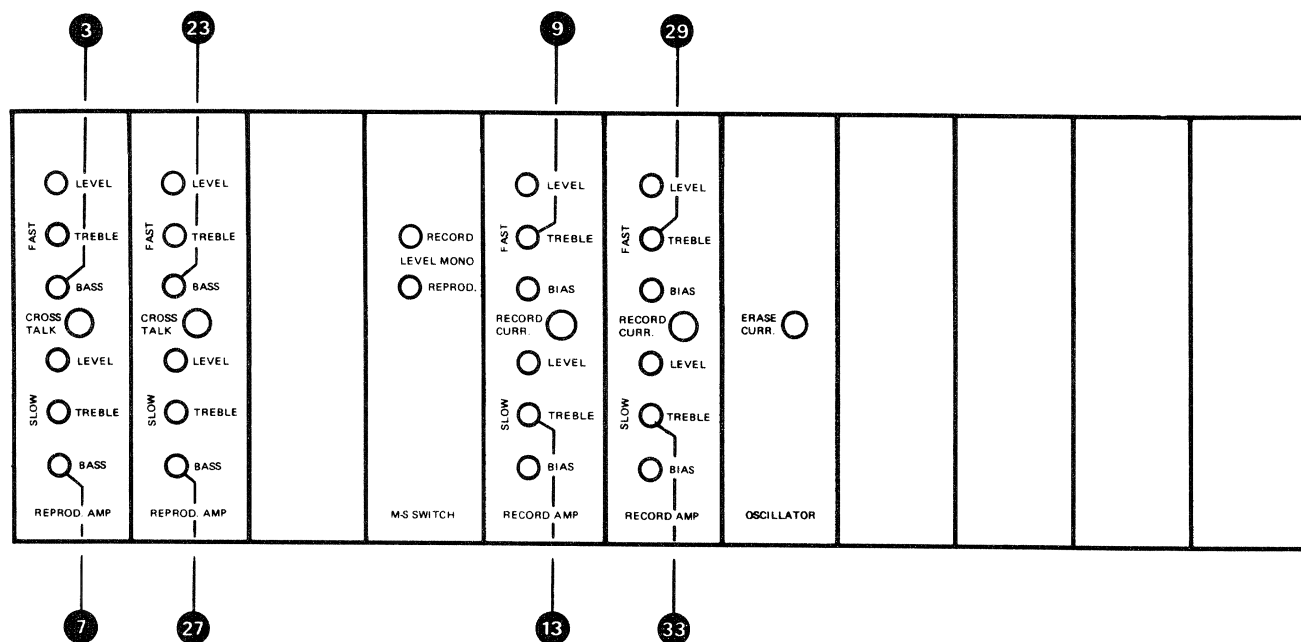 3 23 9 29
LEVEL
FAST
TREBLE
BASS
CROSS
TALK
LEVEL
SLOW
TREBLE
BASS
REPROD. AMP
LEVEL
FAST
TREBLE
BASS
CROSS
TALK
LEVEL
SLOW
TREBLE
BASS
REPROD. AMP
RECORD
LEVEL MONO
REPROD.
M-S SWITCH
LEVEL
FAST
TREBLE
BIAS
RECORD
CURR.
LEVEL
SLOW
TREBLE
BIAS
RECORD AMP
LEVEL
FAST
TREBLE
BIAS
RECORD
CURR.
LEVEL
SLOW
TREBLE
BIAS
RECORD AMP
ERASE
CURR.
OSCILLATOR
7 27 13 33